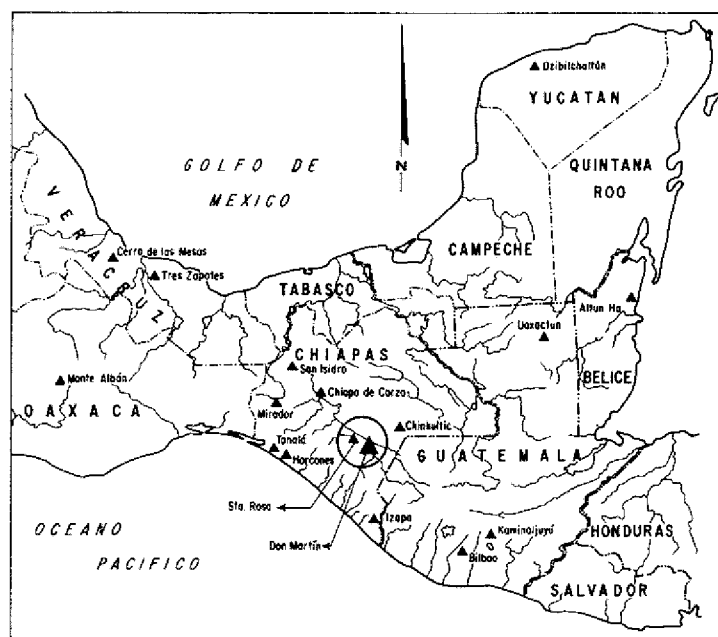 Dzibilchaltún
YUCATAN
GOLFO DE
MEXICO
N
QUINTANA
ROO
VERACRUZ
CAMPECHE
Cerro de las Mesas
Tres Zapotes
TABASCO
Altun Ha
Uaxactun
CHIAPAS
San Isidro
Monte Albán
Chiapa de Corzo
BELICE
OAXACA
Mirador
Chinkultic
Tonalá
Horcones
GUATEMALA
Sta. Rosa
Izapa
OCEANO
PACIFICO
Don Martín
Kaminaljuyú
Bilbao
HONDURAS
SALVADOR